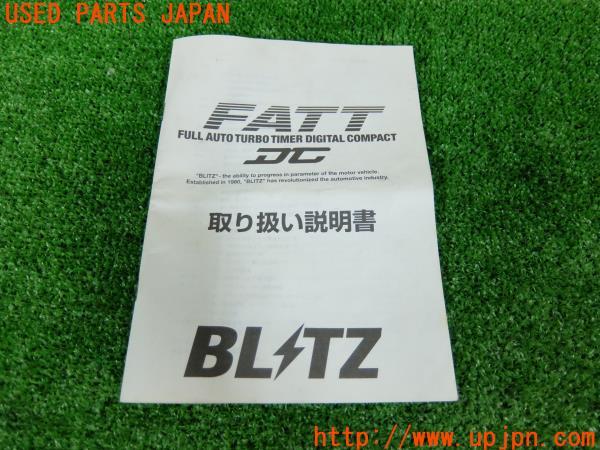 USED PARTS JAPAN
FATT
FULL AUTO TURBO TIMER DIGITAL COMPACT
DC
"BLITZ" - the ability to progress in parameter of the motor vehicle.
Established in 1980, "BLITZ" has revolutionized the automotive industry.
取り扱い説明書
BLITZ
http://www.upjpn.com